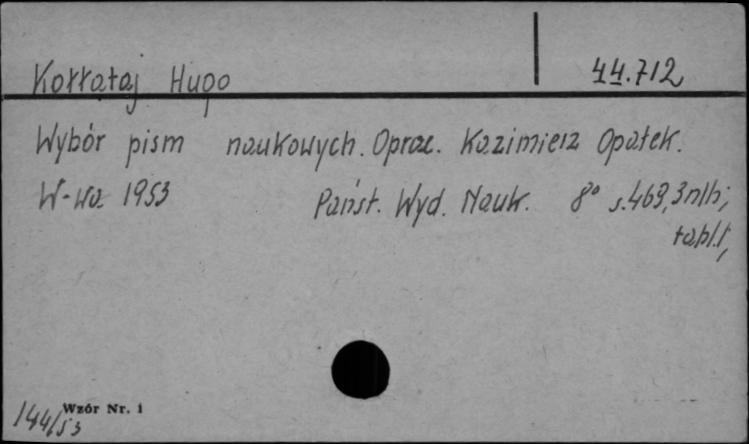 44.712
Kołłątaj Hugo
Wybór pism naukowych. Oprac. Kazimierz Opałek.
W-wa 1953 Państ. Wyd. Nauk. 8° s.469, 3nlb;
tabl.1,
Wzór Nr. 1
144/53